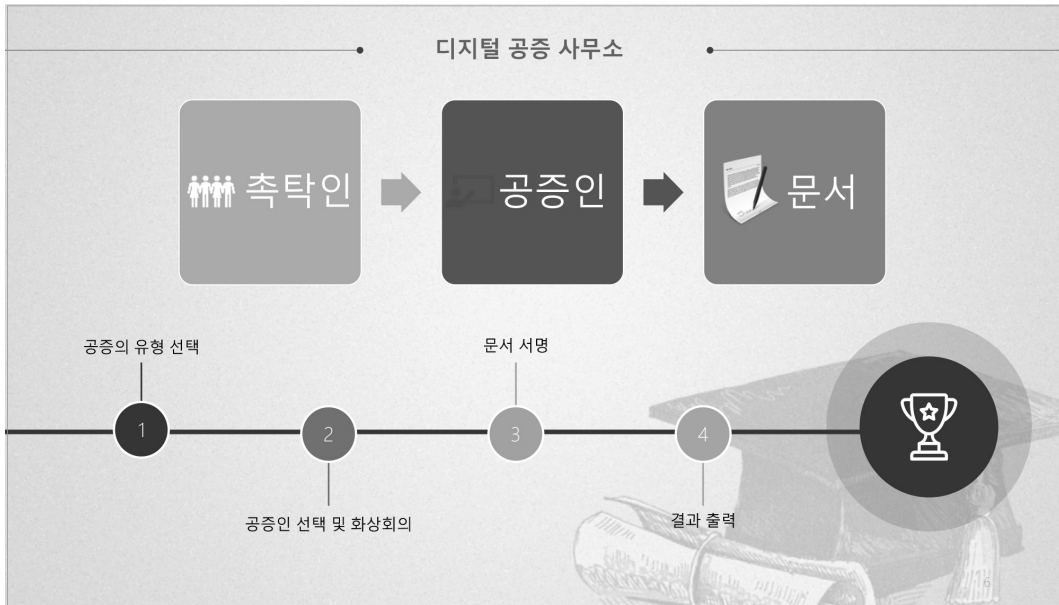 디지털 공증 사무소
촉탁인
공증인
문서
공증의 유형 선택
문서 서명
1
2
3
4
공증인 선택 및 화상회의
결과 출력
16